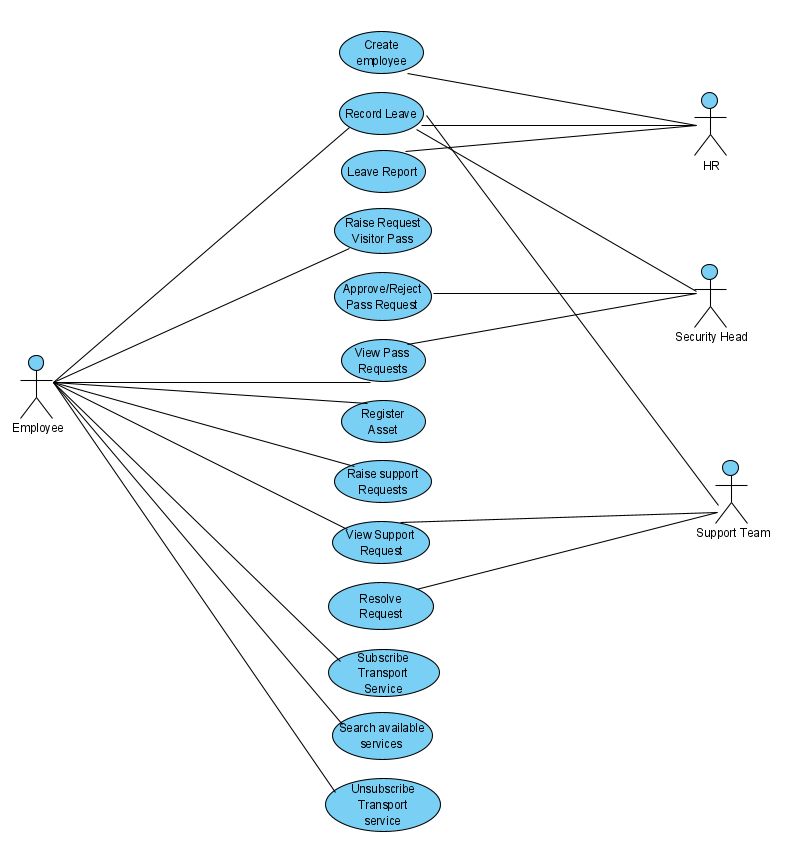 Create
employee
Record Leave
HR
Leave Report
Raise Request
Visitor Pass
Approve/Reject
Pass Request
Security Head
View Pass
Requests
Employee
Register
Asset
Raise support
Requests
View Support
Request
Support Team
Resolve
Request
Subscribe
Transport
Service
Search available
services
Unsubscribe
Transport
service